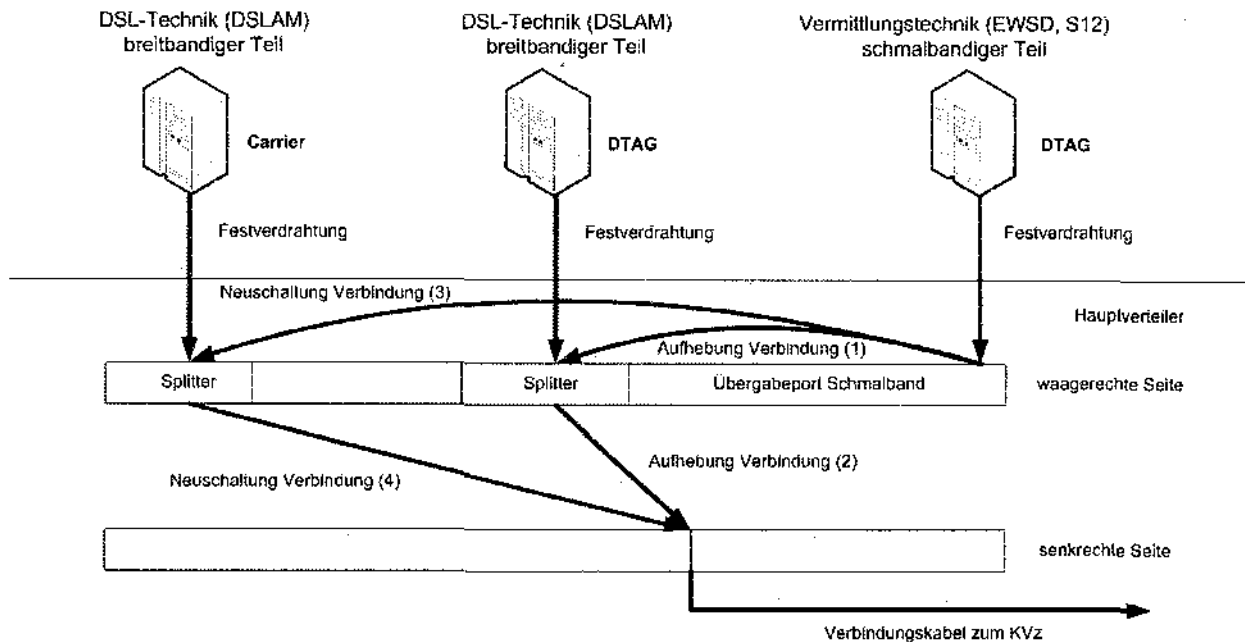 DSL-Technik (DSLAM)
breitbandiger Teil
DSL-Technik (DSLAM)
breitbandiger Teil
Vermittlungstechnik (EWSD, S12)
schmalbandiger Teil
Carrier
DTAG
DTAG
Festverdrahtung
Festverdrahtung
Festverdrahtung
Neuschaltung Verbindung (3)
Hauptverteiler
Aufhebung Verbindung (1)
Splitter
Splitter
Übergabeport Schmalband
waagerechte Seite
Aufhebung Verbindung (2)
Neuschaltung Verbindung (4)
senkrechte Seite
Verbindungskabel zum KVz